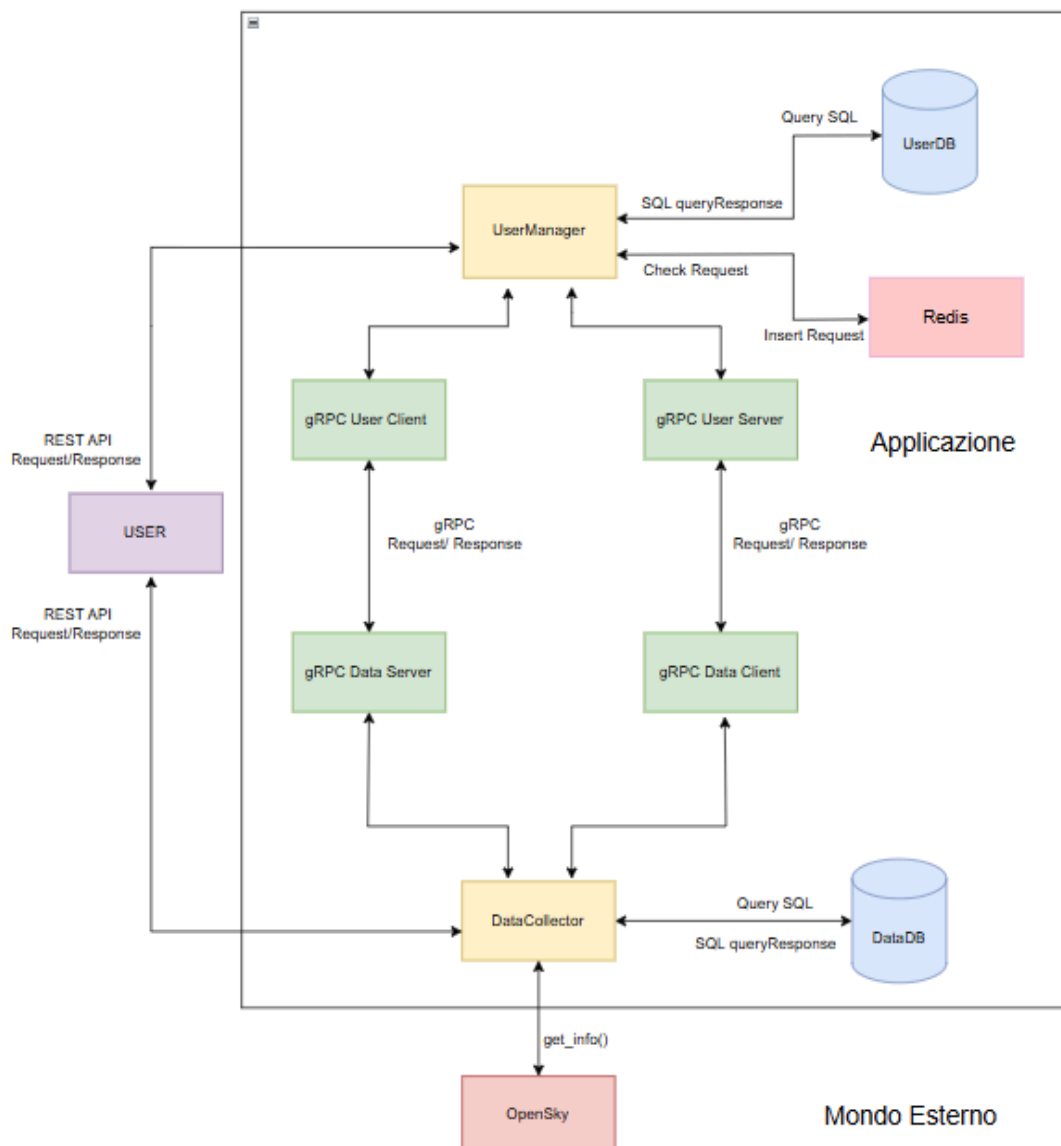 Query SQL
UserDB
SQL queryResponse
UserManager
Check Request
Redis
Insert Request
gRPC User Client
gRPC User Server
Applicazione
REST API
Request/Response
USER
gRPC
Request/ Response
gRPC
Request/ Response
REST API
Request/Response
gRPC Data Server
gRPC Data Client
DataCollector
Query SQL
SQL queryResponse
DataDB
get_info()
OpenSky
Mondo Esterno